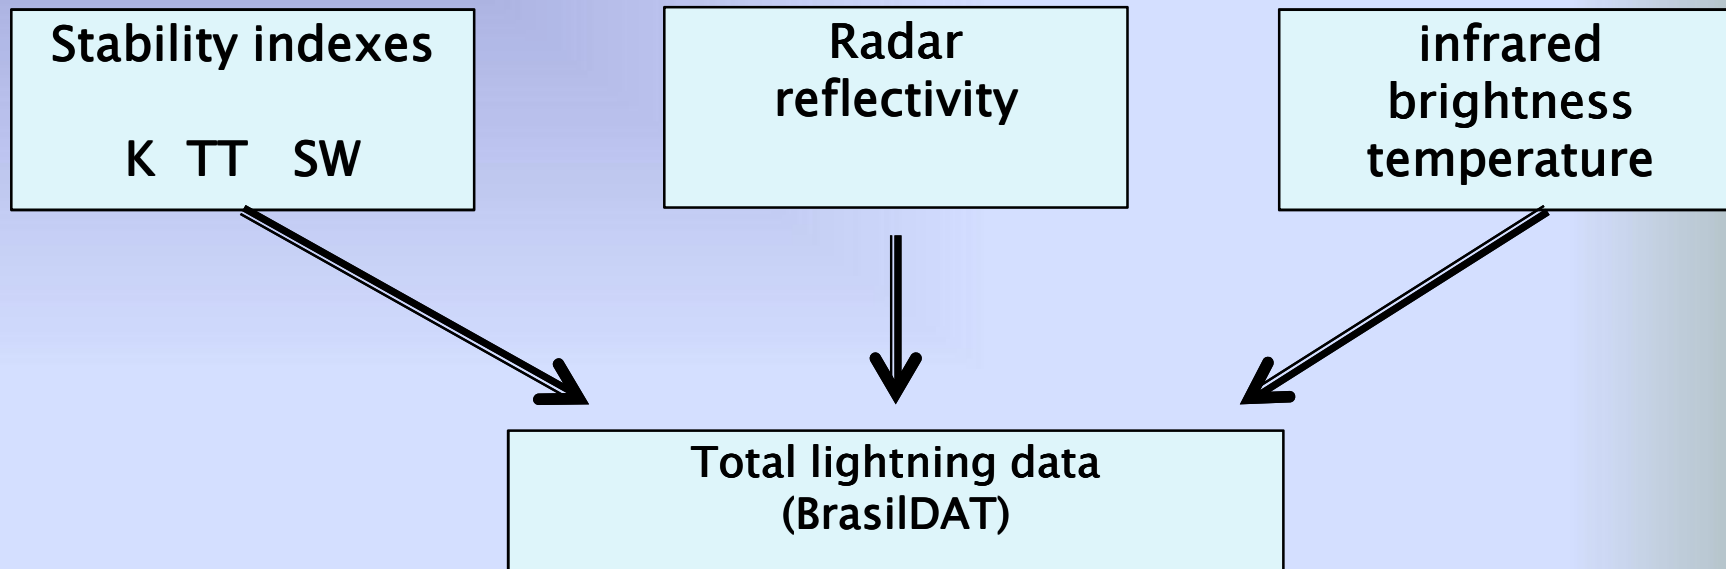 Stability indexes
K TT SW
Radar
reflectivity
infrared
brightness
temperature
Total lightning data
(BrasilDAT)